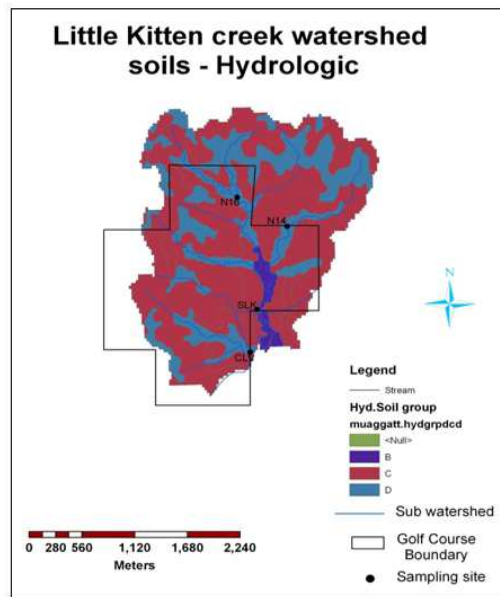 Little Kitten creek watershed
soils - Hydrologic
N16
N14
SLK
N
Legend
Stream
Hyd.Soil group
muaggatt.hydgrpdcd
<Null>
B
C
D
Sub watershed
Golf Course
Boundary
Sampling site
0 280 560 1,120 1,680 2,240
Meters